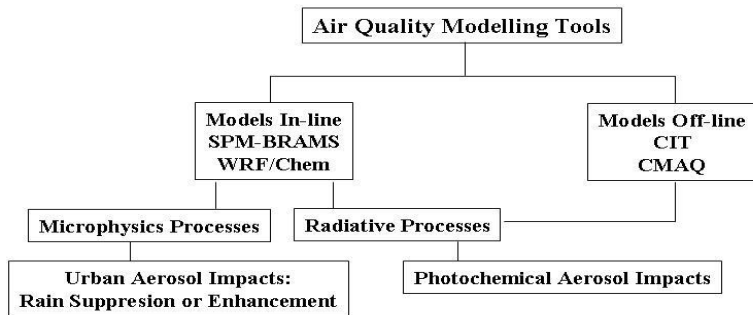 Air Quality Modelling Tools
Models In-line
SPM-BRAMS
WRF/Chem
Models Off-line
CIT
CMAQ
Microphysics Processes
Radiative Processes
Urban Aerosol Impacts:
Rain Suppresion or Enhancement
Photochemical Aerosol Impacts